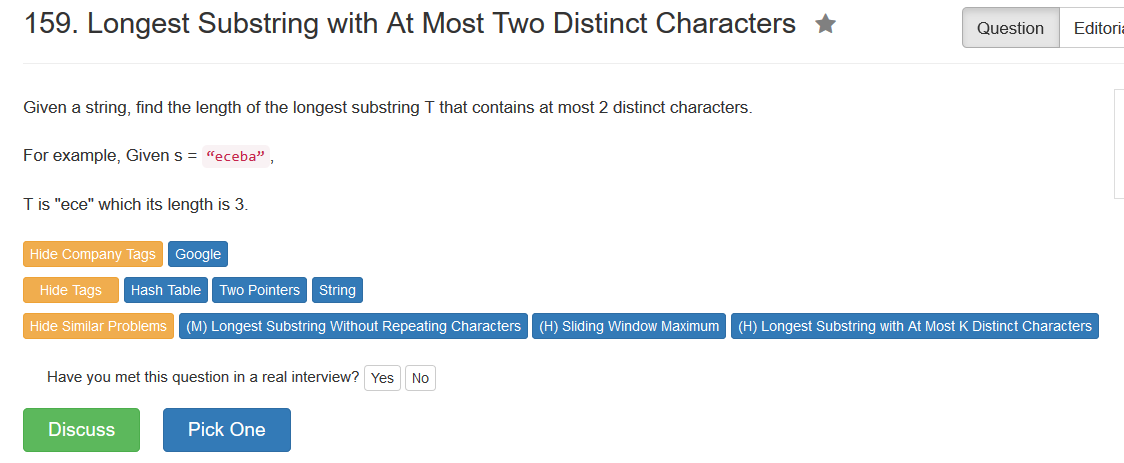 159. Longest Substring with At Most Two Distinct Characters
Question Editoria
Given a string, find the length of the longest substring T that contains at most 2 distinct characters.
For example, Given s = “eceba” ,
T is "ece" which its length is 3.
Hide Company Tags Google
Hide Tags Hash Table Two Pointers String
Hide Similar Problems (M) Longest Substring Without Repeating Characters (H) Sliding Window Maximum (H) Longest Substring with At Most K Distinct Characters
Have you met this question in a real interview? Yes No
Discuss Pick One